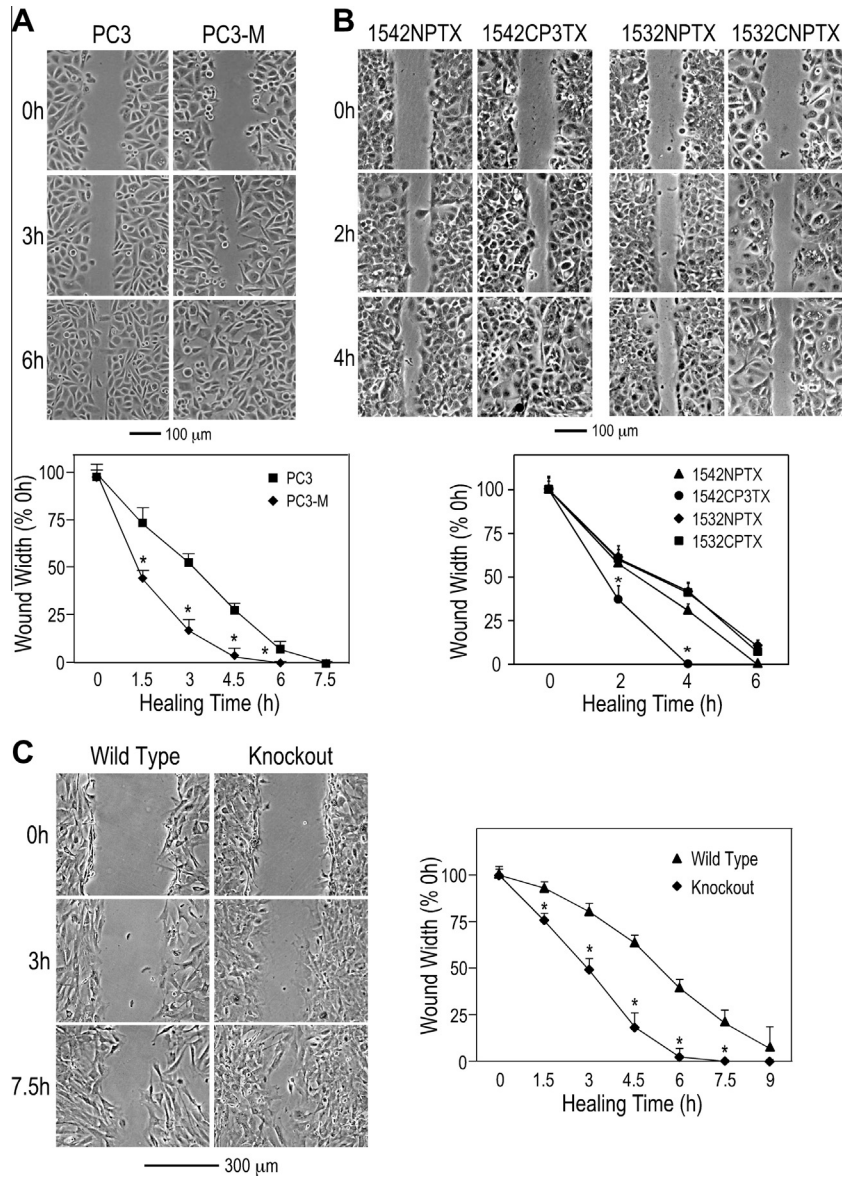 A
PC3 PC3-M
0h
3h
6h
100 μm
100
75
50
25
0
Wound Width (% 0h)
PC3
PC3-M
*
*
*
*
0 1.5 3 4.5 6 7.5
Healing Time (h)
B
1542NPTX 1542CP3TX 1532NPTX 1532CNPTX
0h
2h
4h
100 μm
100
75
50
25
0
Wound Width (% 0h)
1542NPTX
1542CP3TX
1532NPTX
1532CPTX
*
*
0 2 4 6
Healing Time (h)
C
Wild Type Knockout
0h
3h
7.5h
300 μm
100
75
50
25
0
Wound Width (% 0h)
Wild Type
Knockout
*
*
*
*
*
0 1.5 3 4.5 6 7.5 9
Healing Time (h)